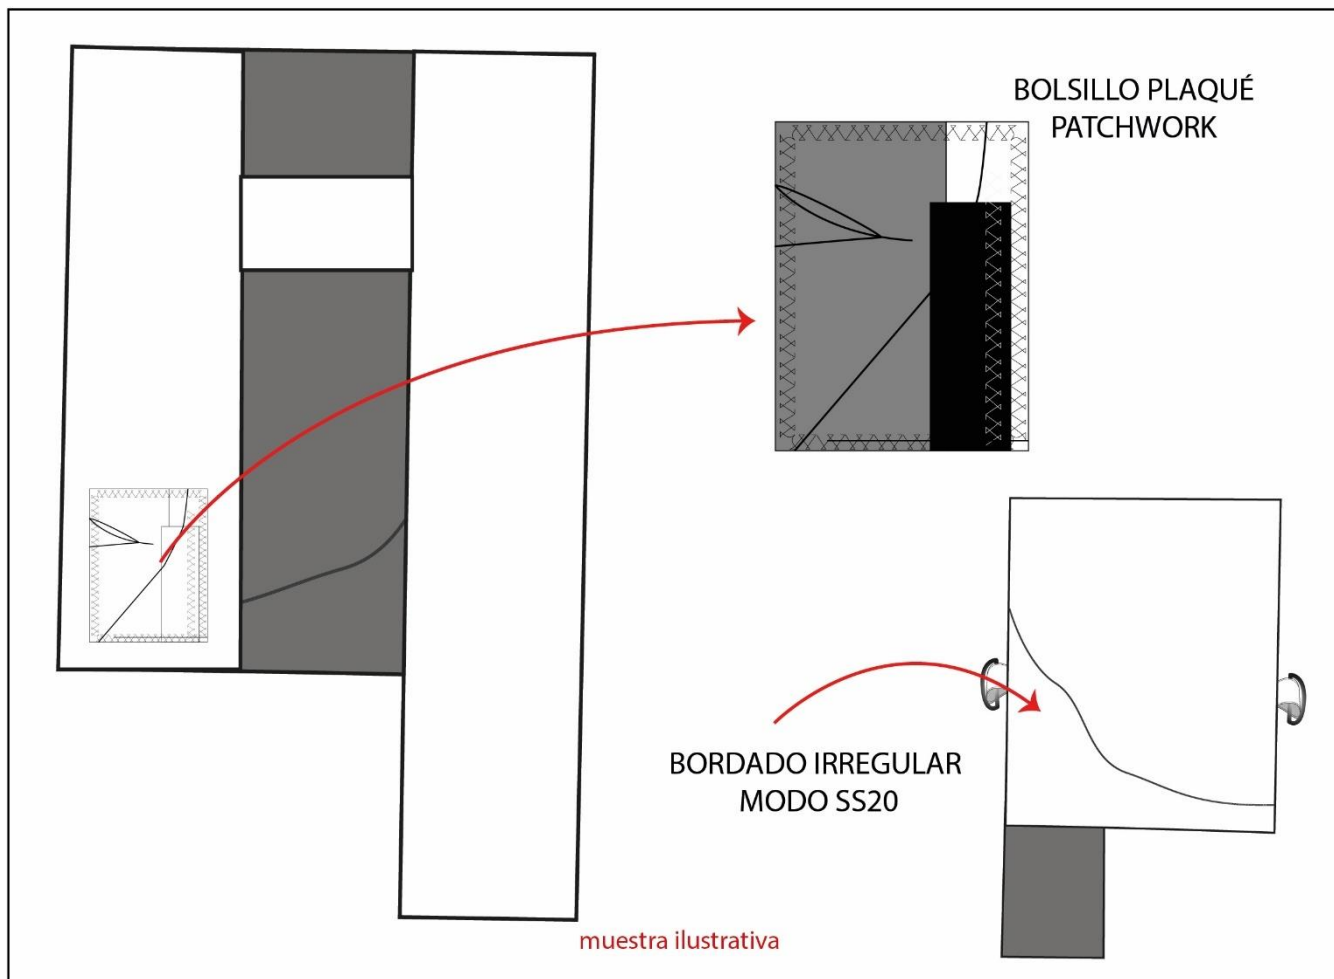 BOLSILLO PLAQUÉ
PATCHWORK
BORDADO IRREGULAR
MODO SS20
muestra ilustrativa